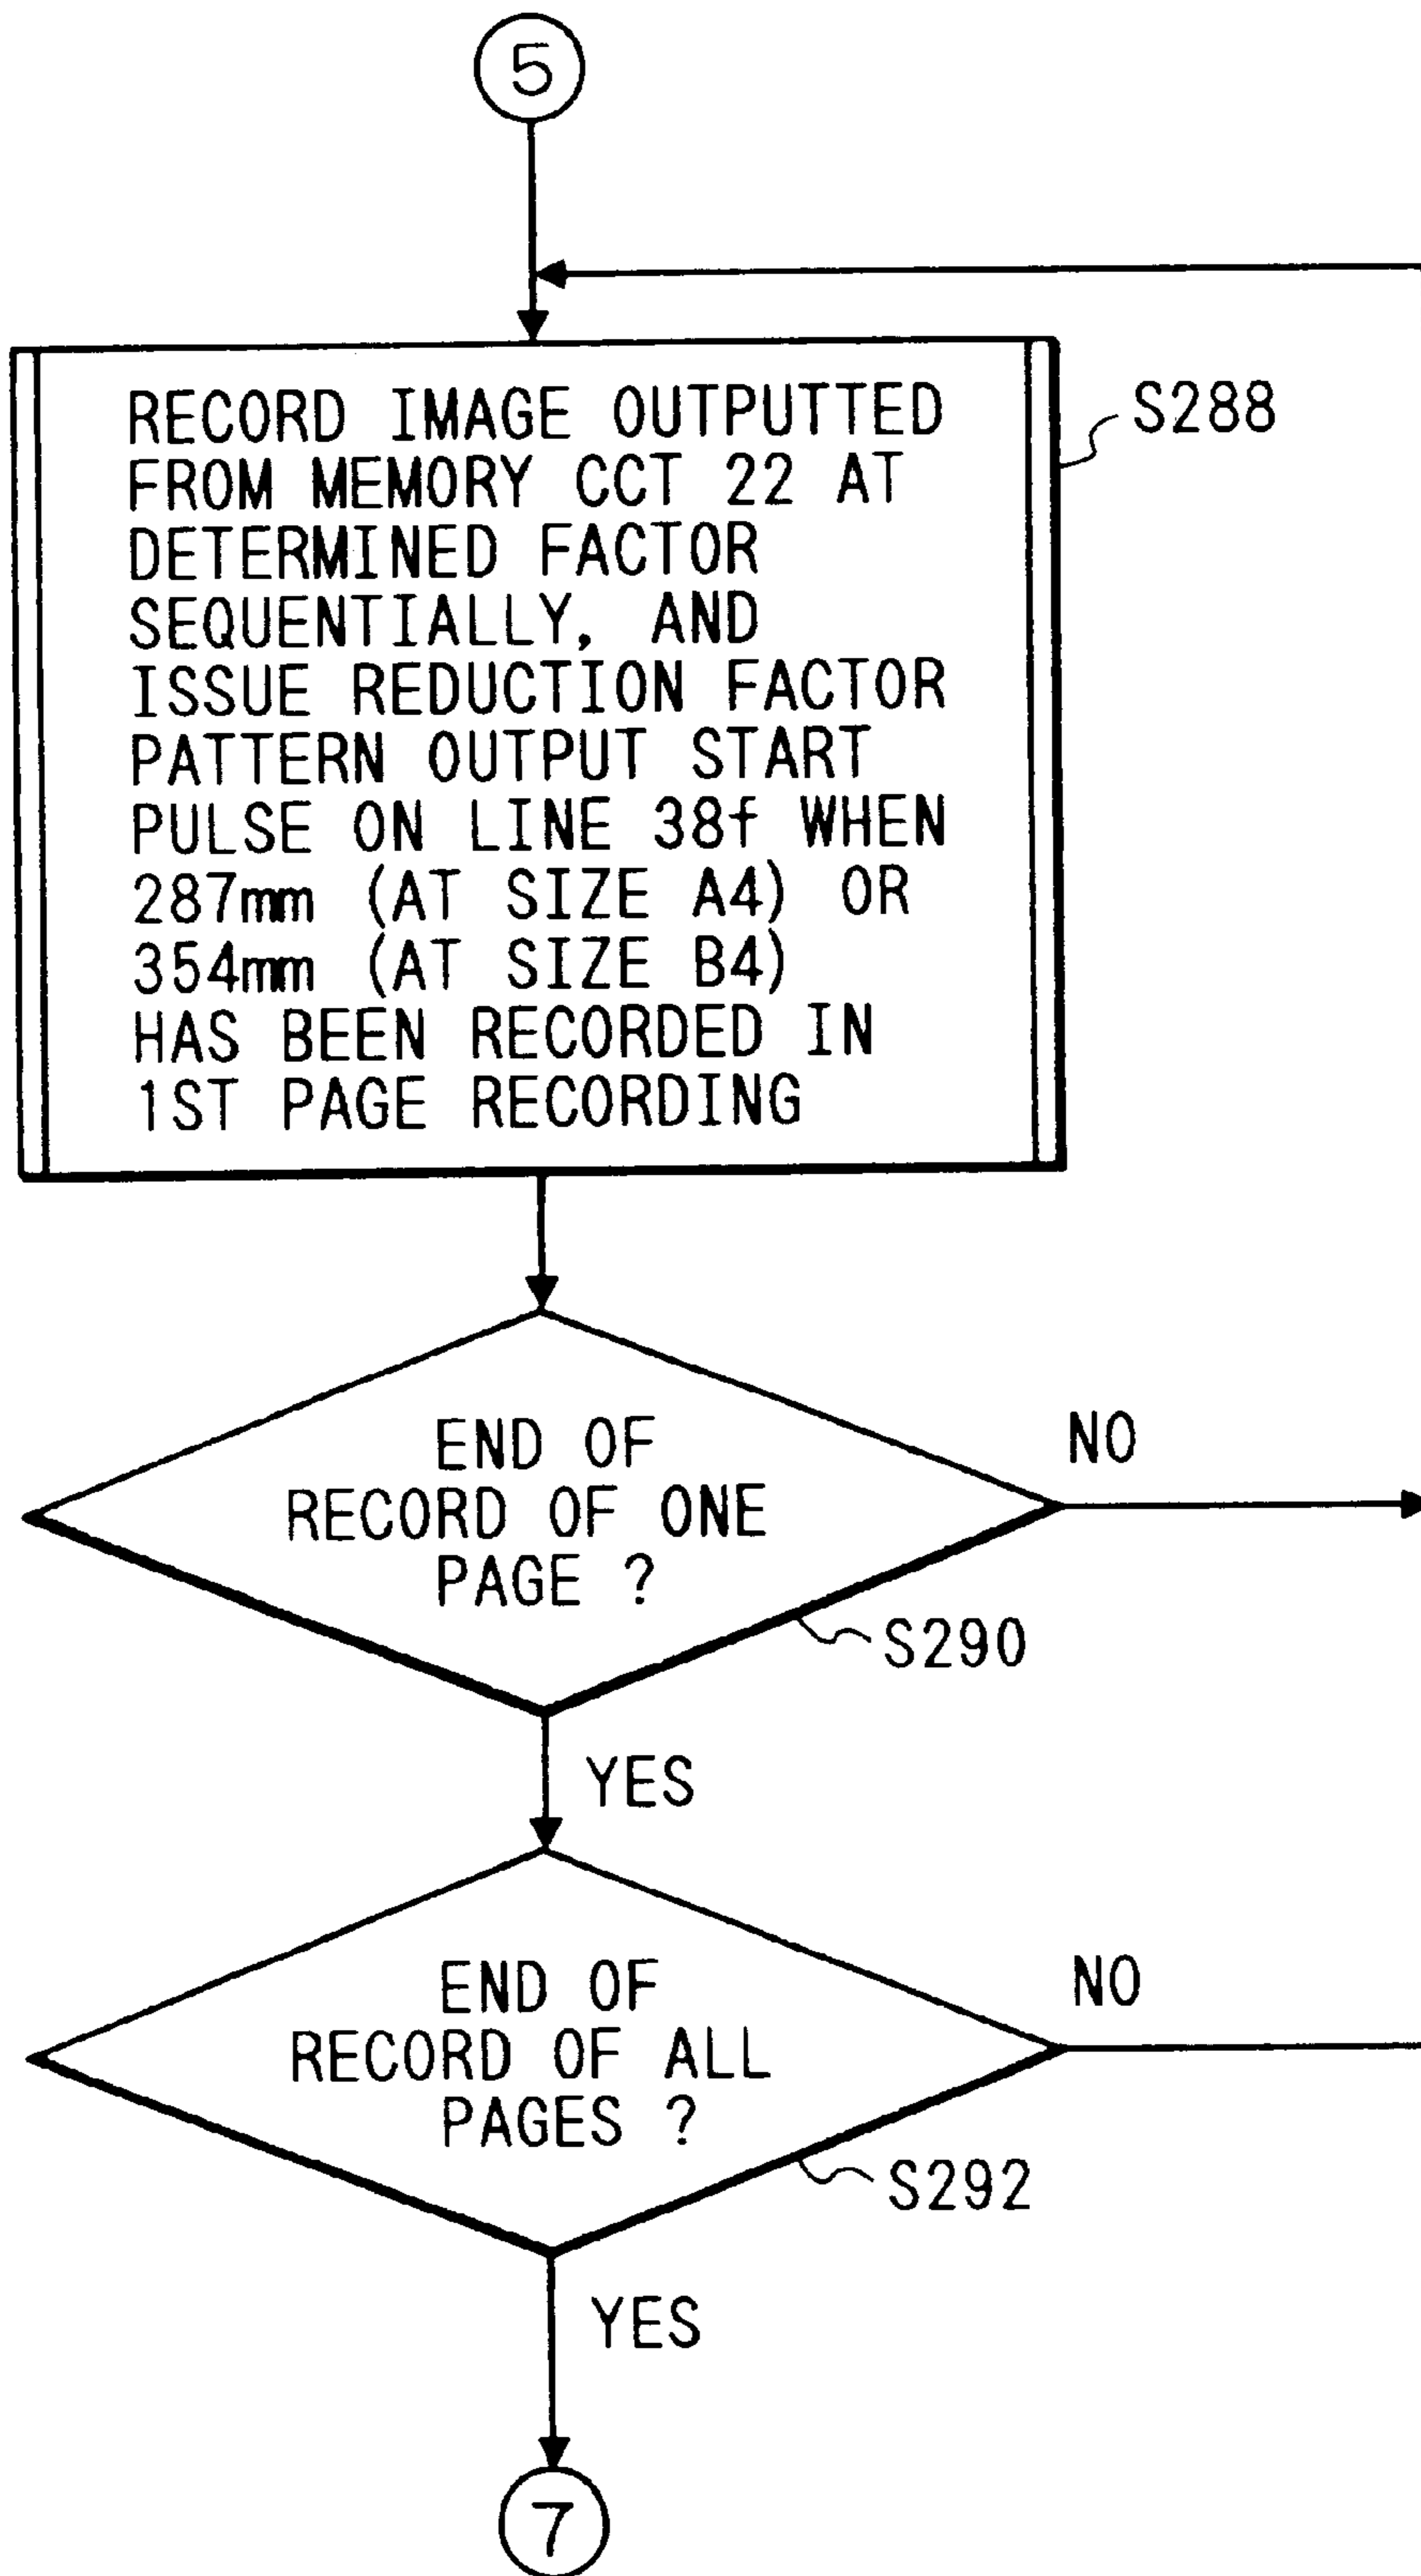 5
RECORD IMAGE OUTPUTTED
FROM MEMORY CCT 22 AT
DETERMINED FACTOR
SEQUENTIALLY, AND
ISSUE REDUCTION FACTOR
PATTERN OUTPUT START
PULSE ON LINE 38f WHEN
287mm (AT SIZE A4) OR
354mm (AT SIZE B4)
HAS BEEN RECORDED IN
1ST PAGE RECORDING
S288
END OF
RECORD OF ONE
PAGE ?
NO
S290
YES
END OF
RECORD OF ALL
PAGES ?
NO
S292
YES
7